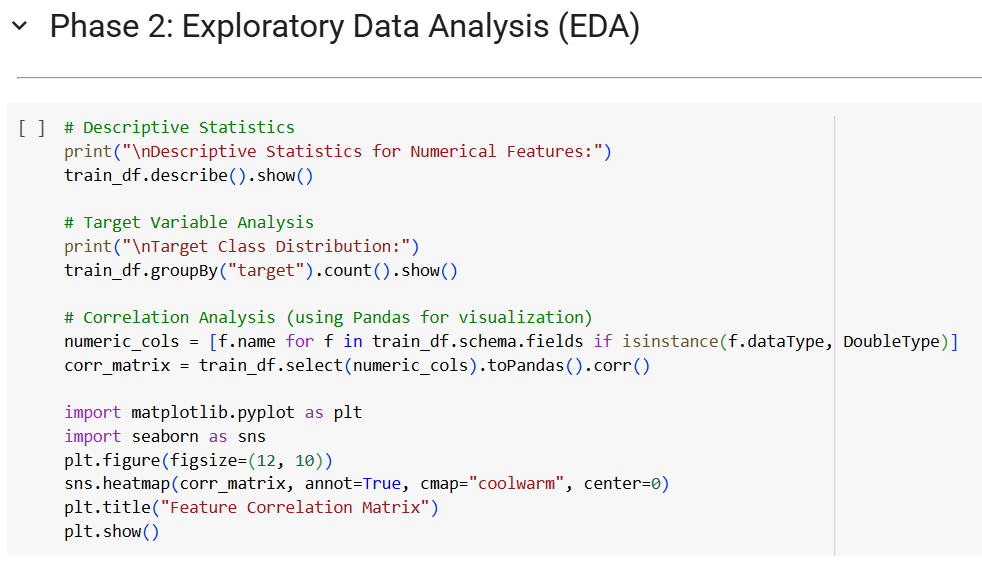 Phase 2: Exploratory Data Analysis (EDA)
[ ] # Descriptive Statistics
print("\nDescriptive Statistics for Numerical Features:")
train_df.describe().show()
# Target Variable Analysis
print("\nTarget Class Distribution:")
train_df.groupBy("target").count().show()
# Correlation Analysis (using Pandas for visualization)
numeric_cols = [f.name for f in train_df.schema.fields if isinstance(f.dataType, DoubleType)]
corr_matrix = train_df.select(numeric_cols).toPandas().corr()
import matplotlib.pyplot as plt
import seaborn as sns
plt.figure(figsize=(12, 10))
sns.heatmap(corr_matrix, annot=True, cmap="coolwarm", center=0)
plt.title("Feature Correlation Matrix")
plt.show()